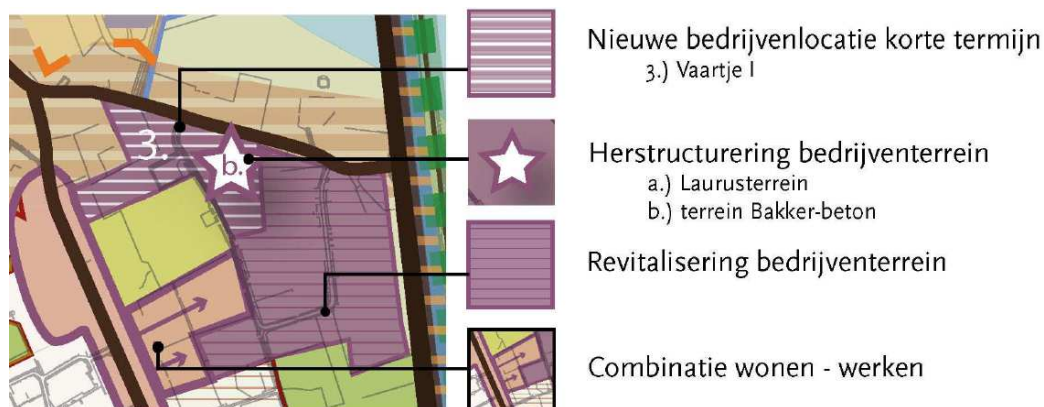 Nieuwe bedrijvenlocatie korte termijn
3.) Vaartje I
3.
b.
Herstructurering bedrijventerrein
a.) Laurusterrein
b.) terrein Bakker-beton
Revitalisering bedrijventerrein
Combinatie wonen - werken